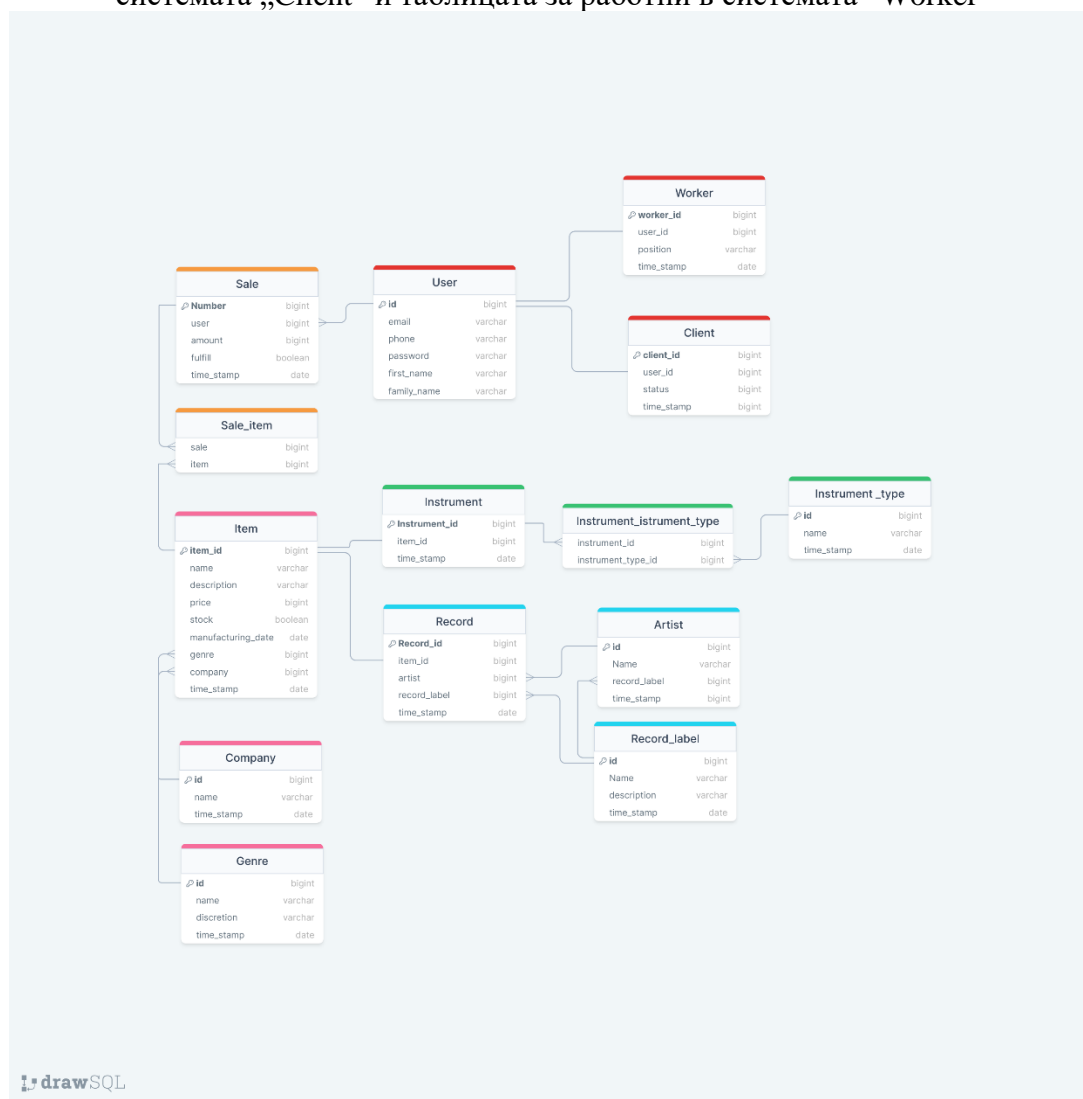 системата „Client“ и таблицата за работни в системата “Worker
Worker
worker_id bigint
user_id bigint
position varchar
time_stamp date
Sale
Number bigint
user bigint
amount bigint
fulfill boolean
time_stamp date
User
id bigint
email varchar
phone varchar
password varchar
first_name varchar
family_name varchar
Client
client_id bigint
user_id bigint
status bigint
time_stamp bigint
Sale_item
sale bigint
item bigint
Instrument
Instrument_id bigint
item_id bigint
time_stamp date
Instrument_istrument_type
instrument_id bigint
instrument_type_id bigint
Instrument _type
id bigint
name varchar
time_stamp date
Item
item_id bigint
name varchar
description varchar
price bigint
stock boolean
manufacturing_date date
genre bigint
company bigint
time_stamp date
Record
Record_id bigint
item_id bigint
artist bigint
record_label bigint
time_stamp date
Artist
id bigint
Name varchar
record_label bigint
time_stamp bigint
Record_label
id bigint
Name varchar
description varchar
time_stamp date
Company
id bigint
name varchar
time_stamp date
Genre
id bigint
name varchar
discretion varchar
time_stamp date
drawSQL